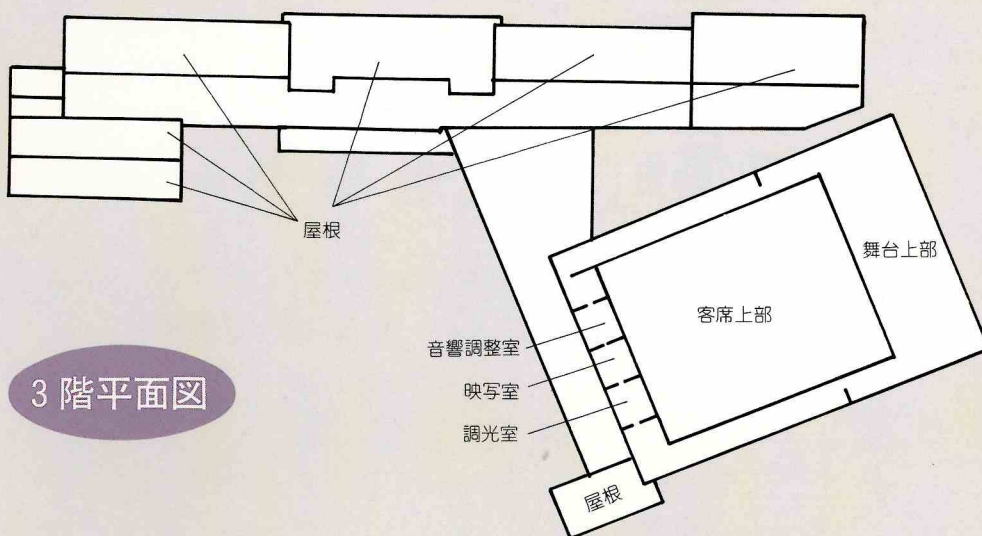 屋根
舞台上部
客席上部
音響調整室
映写室
調光室
3階平面図
屋根